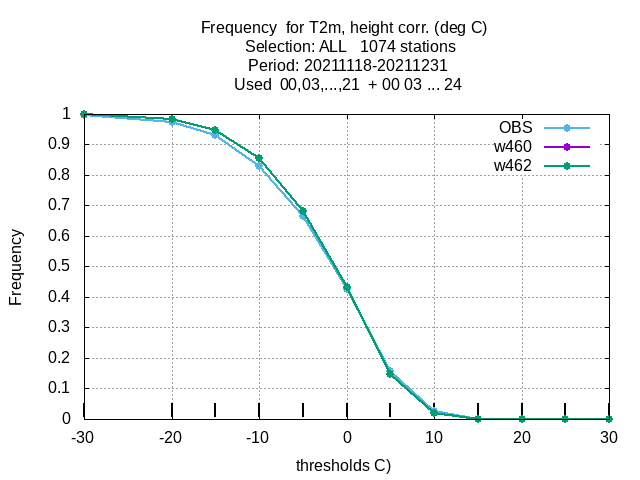 Frequency  for T2m, height corr. (deg C)
Selection: ALL   1074 stations
Period: 20211118-20211231
Used  00,03,...,21  + 00 03 ... 24
OBS
w460
w462
Frequency
1
0.9
0.8
0.7
0.6
0.5
0.4
0.3
0.2
0.1
0
-30 -20 -10 0 10 20 30
thresholds C)